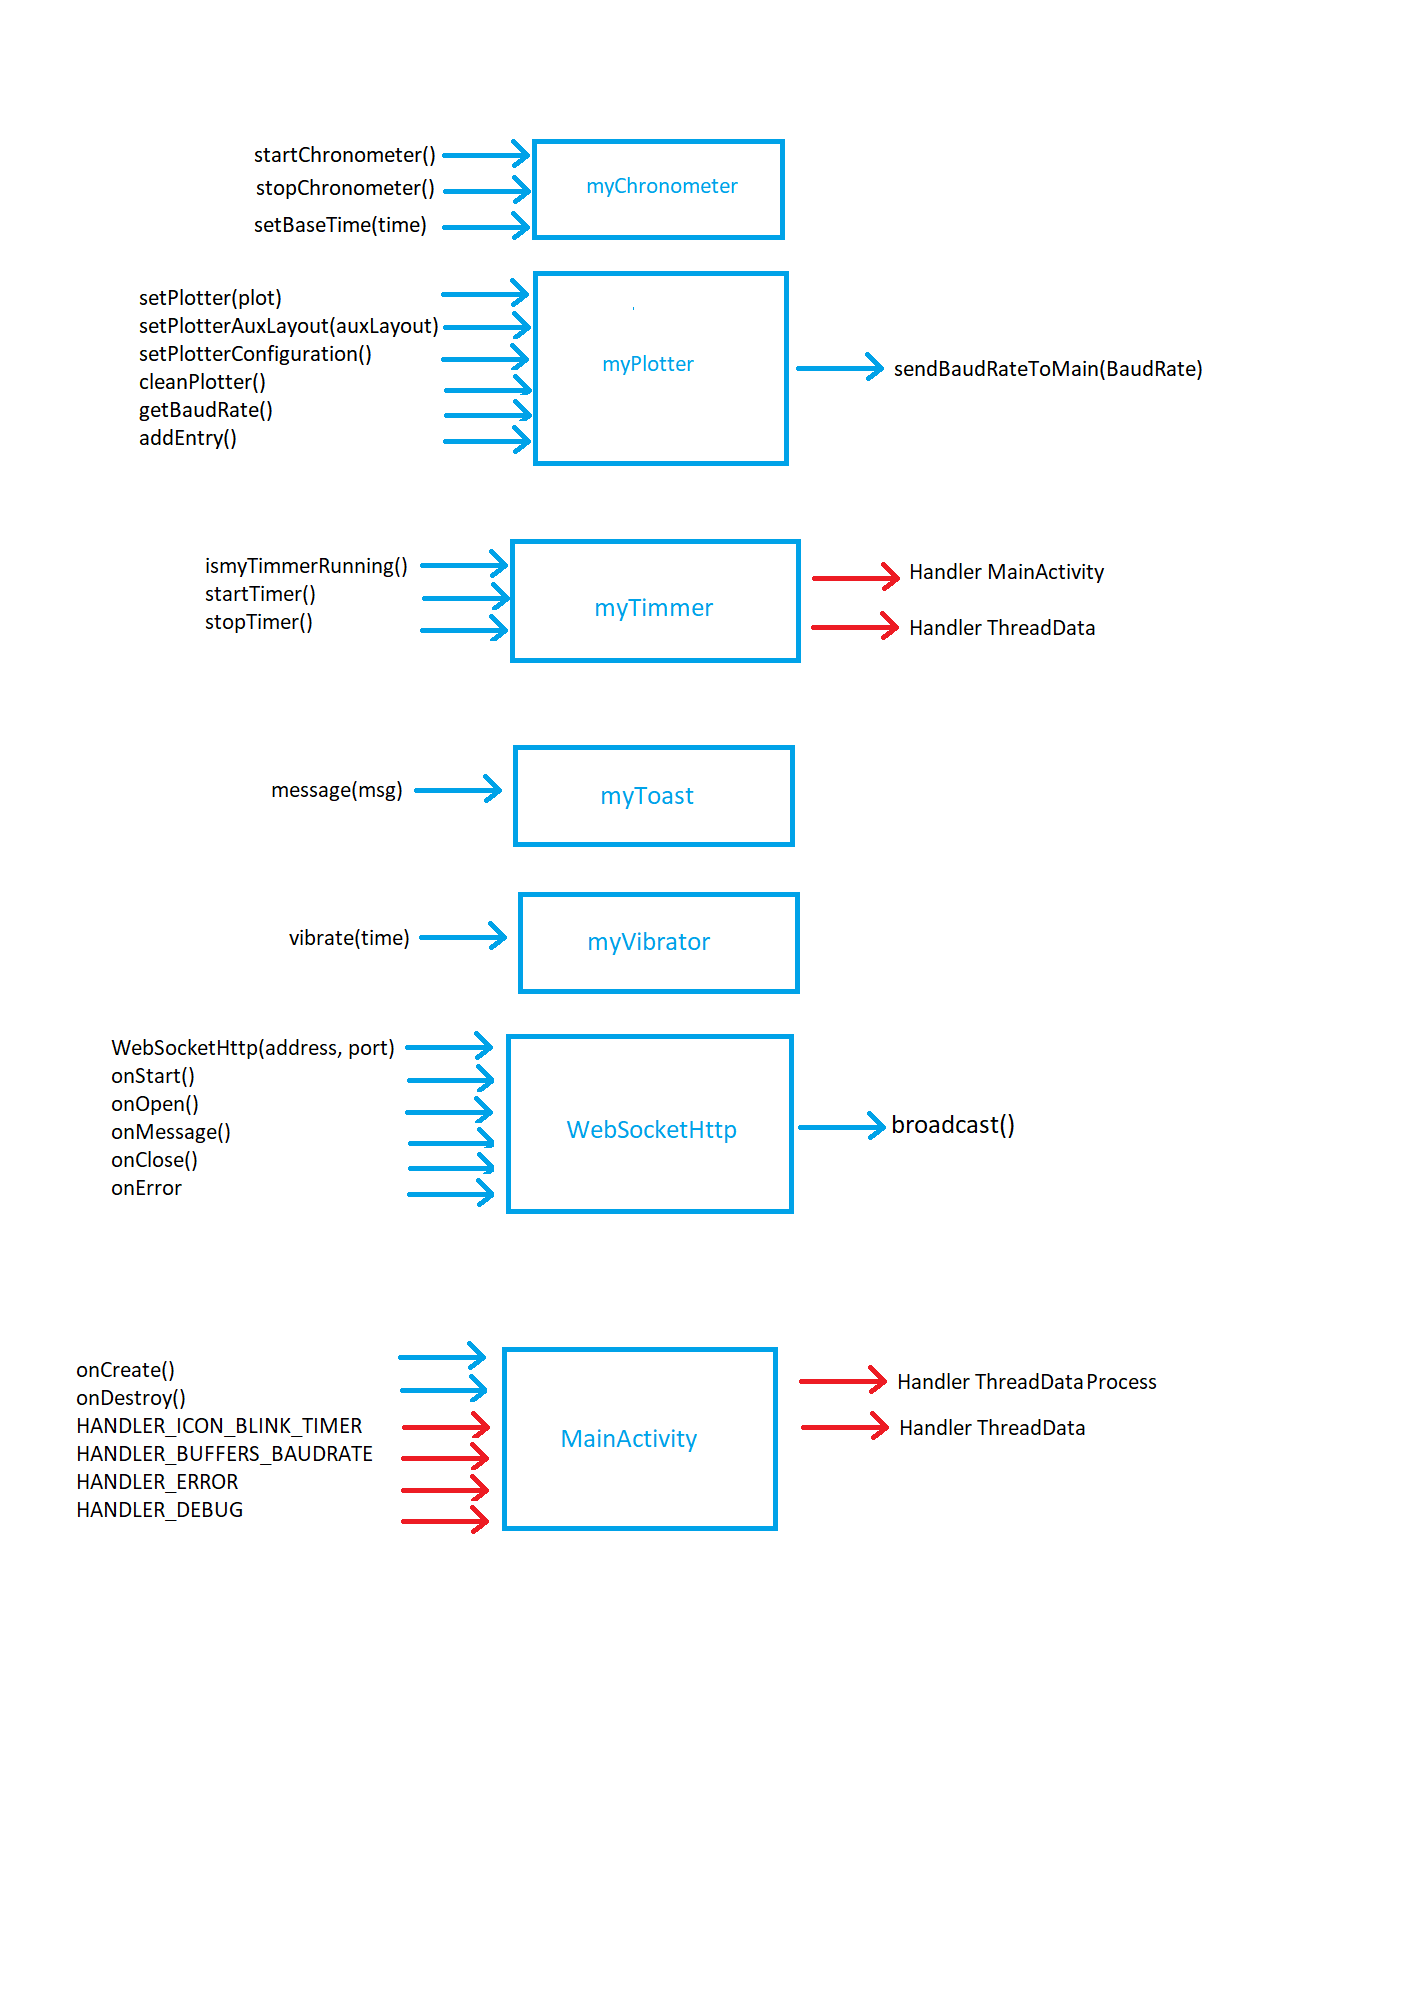 startChronometer()
stopChronometer()
setBaseTime(time)
myChronometer
setPlotter(plot)
setPlotterAuxLayout(auxLayout)
setPlotterConfiguration()
cleanPlotter()
getBaudRate()
addEntry()
myPlotter
sendBaudRateToMain(BaudRate)
ismyTimmerRunning()
startTimer()
stopTimer()
myTimmer
Handler MainActivity
Handler ThreadData
message(msg)
myToast
vibrate(time)
myVibrator
WebSocketHttp(address, port)
onStart()
onOpen()
onMessage()
onClose()
onError
WebSocketHttp
broadcast()
onCreate()
onDestroy()
HANDLER_ICON_BLINK_TIMER
HANDLER_BUFFERS_BAUDRATE
HANDLER_ERROR
HANDLER_DEBUG
MainActivity
Handler ThreadDataProcess
Handler ThreadData